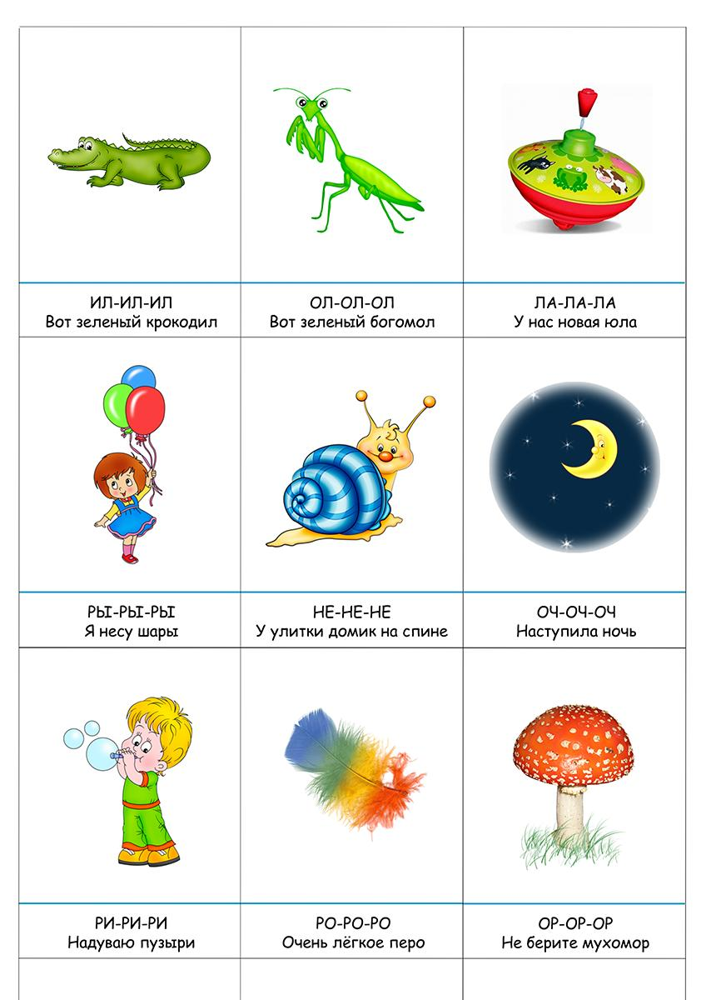 ИЛ-ИЛ-ИЛ
Вот зеленый крокодил
ОЛ-ОЛ-ОЛ
Вот зеленый богомол
ЛА-ЛА-ЛА
У нас новая юла
РЫ-РЫ-РЫ
Я несу шары
НЕ-НЕ-НЕ
У улитки домик на спине
ОЧ-ОЧ-ОЧ
Наступила ночь
РИ-РИ-РИ
Надуваю пузыри
РО-РО-РО
Очень лёгкое перо
ОР-ОР-ОР
Не берите мухомор